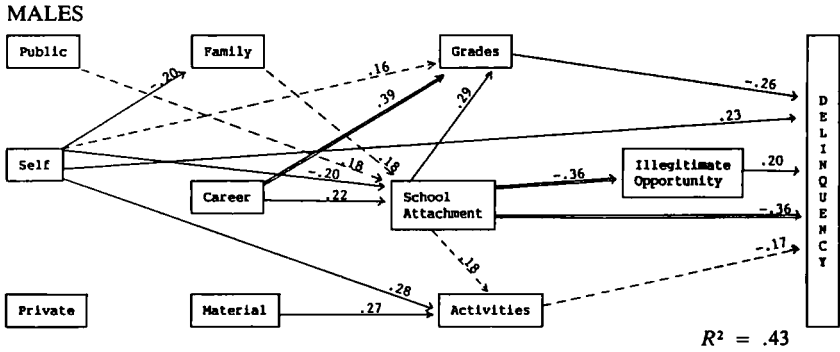 MALES
Public
Family
Grades
-.20
.16
.39
.29
-.26
.23
D
E
L
I
N
Q
U
E
N
C
Y
Self
.18
.18
-.20
.22
Career
School
Attachment
-.36
Illegitimate
Opportunity
.20
-.36
.18
-.17
.28
Private
Material
.27
Activities
R² = .43